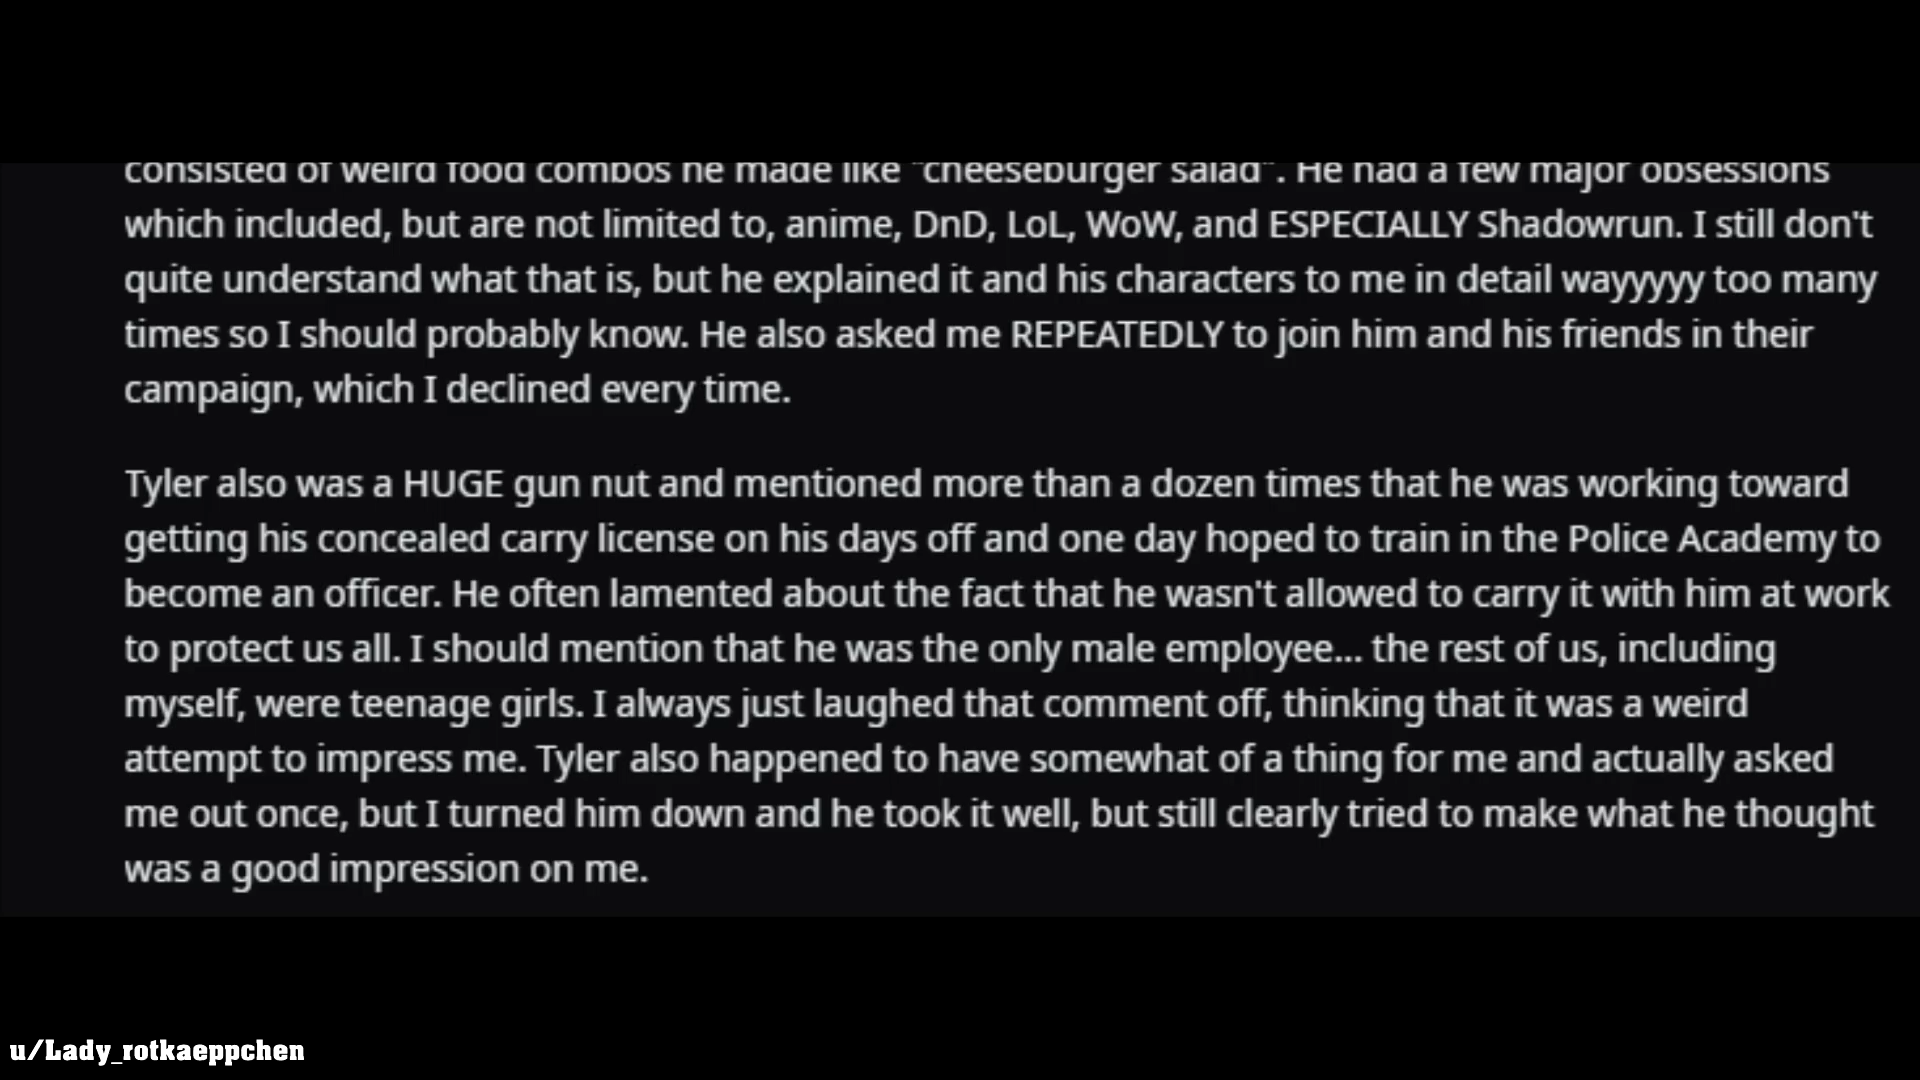 consisted of weird food combos he made like "cheeseburger salad". He had a few major obsessions
which included, but are not limited to, anime, DnD, LoL, WoW, and ESPECIALLY Shadowrun. I still don't
quite understand what that is, but he explained it and his characters to me in detail wayyyyy too many
times so I should probably know. He also asked me REPEATEDLY to join him and his friends in their
campaign, which I declined every time.
Tyler also was a HUGE gun nut and mentioned more than a dozen times that he was working toward
getting his concealed carry license on his days off and one day hoped to train in the Police Academy to
become an officer. He often lamented about the fact that he wasn't allowed to carry it with him at work
to protect us all. I should mention that he was the only male employee... the rest of us, including
myself, were teenage girls. I always just laughed that comment off, thinking that it was a weird
attempt to impress me. Tyler also happened to have somewhat of a thing for me and actually asked
me out once, but I turned him down and he took it well, but still clearly tried to make what he thought
was a good impression on me.
u/Lady_rotkaeppchen